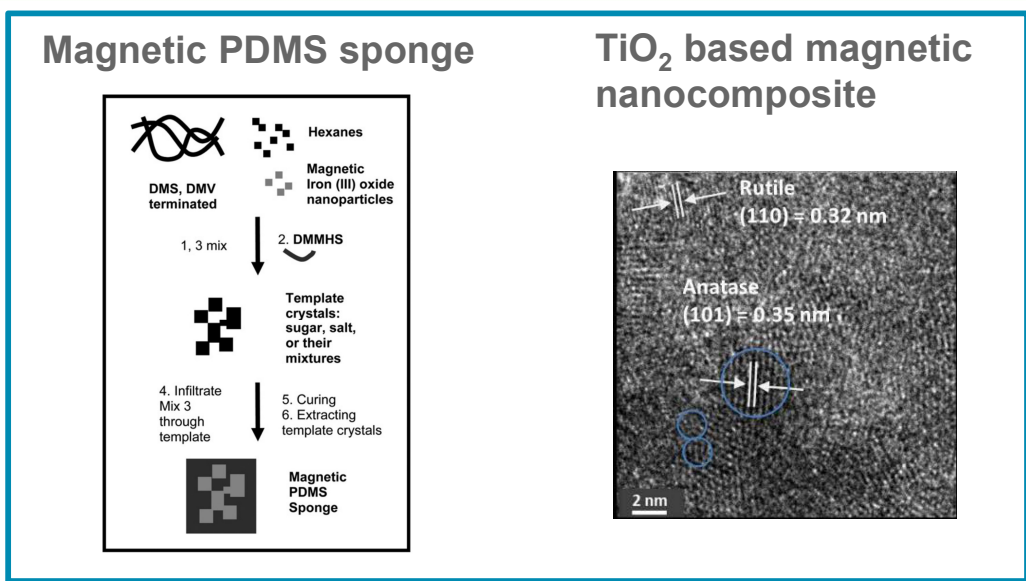 Magnetic PDMS sponge
Hexanes
Magnetic
Iron (III) oxide
nanoparticles
DMS, DMV
terminated
1, 3 mix
2. DMMHS
Template
crystals:
sugar, salt,
or their
mixtures
4. Infiltrate
Mix 3
through
template
5. Curing
6. Extracting
template crystals
Magnetic
PDMS
Sponge
TiO₂ based magnetic
nanocomposite
Rutile
(110) = 0.32 nm
Anatase
(101) = 0.35 nm
2 nm